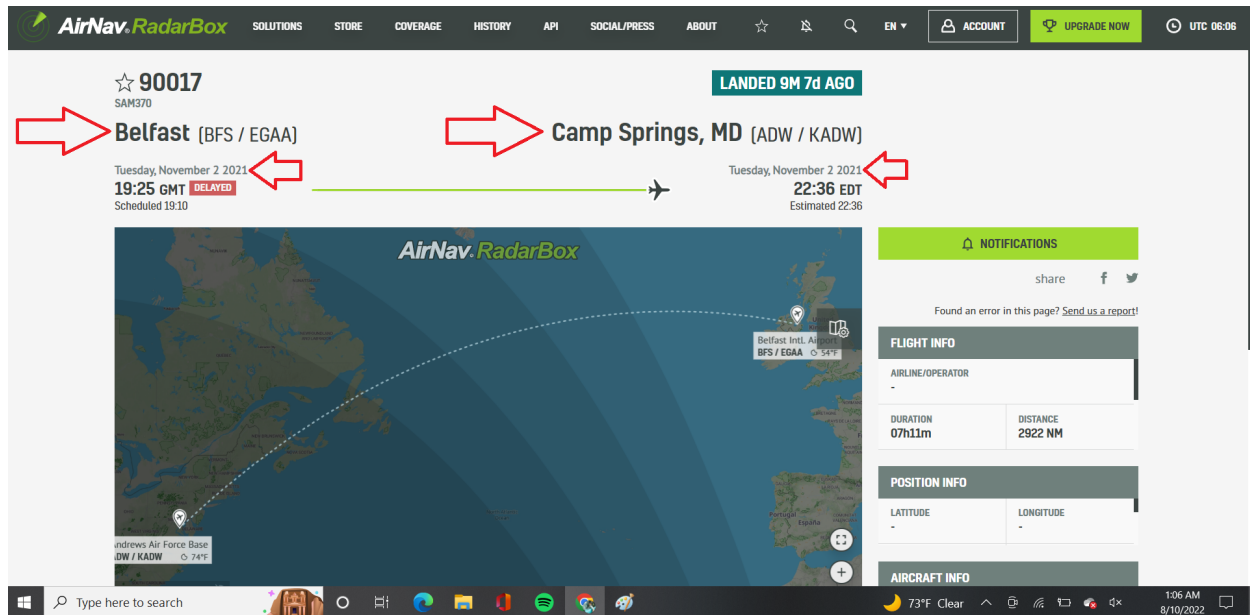 AirNav.RadarBox SOLUTIONS STORE COVERAGE HISTORY API SOCIAL/PRESS ABOUT EN ACCOUNT UPGRADE NOW UTC 06:06
90017
SAM370
LANDED 9M 7d AGO
Belfast (BFS / EGAA)
Camp Springs, MD (ADW / KADW)
Tuesday, November 2 2021
19:25 GMT DELAYED
Scheduled 19:10
Tuesday, November 2 2021
22:36 EDT
Estimated 22:36
AirNav.RadarBox
Belfast Intl. Airport
BFS / EGAA 54°F
Portugal
España
Andrews Air Force Base
ADW / KADW 74°F
NOTIFICATIONS
share
Found an error in this page? Send us a report!
FLIGHT INFO
AIRLINE/OPERATOR
-
DURATION
07h11m
DISTANCE
2922 NM
POSITION INFO
LATITUDE
-
LONGITUDE
-
AIRCRAFT INFO
Type here to search
73°F Clear
1:06 AM
8/10/2022